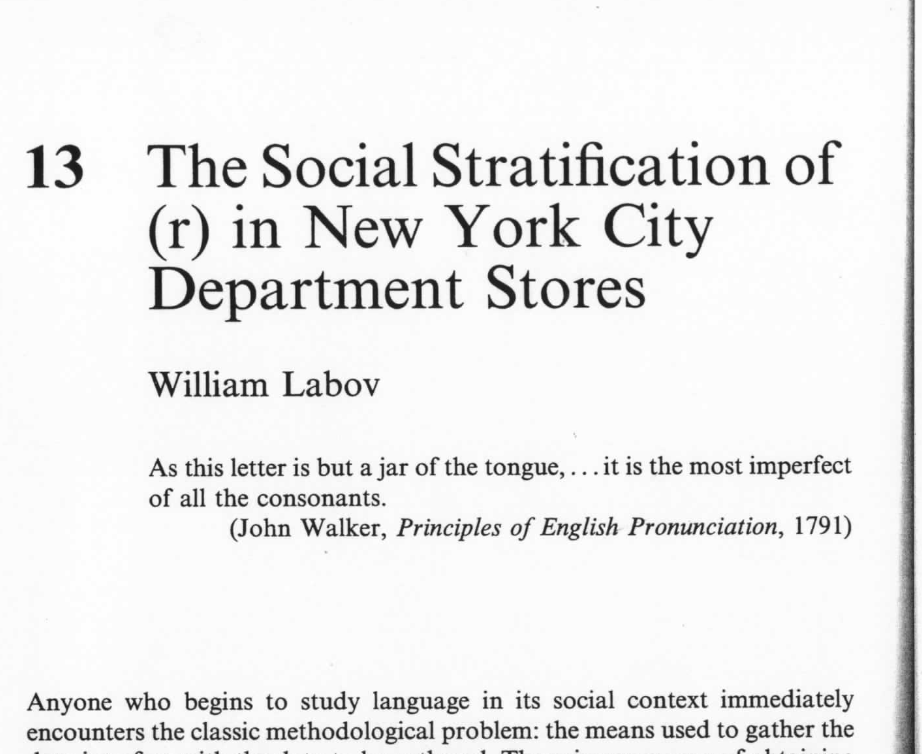 13 The Social Stratification of
(r) in New York City
Department Stores
William Labov
As this letter is but a jar of the tongue, ... it is the most imperfect
of all the consonants.
(John Walker, Principles of English Pronunciation, 1791)
Anyone who begins to study language in its social context immediately
encounters the classic methodological problem: the means used to gather the